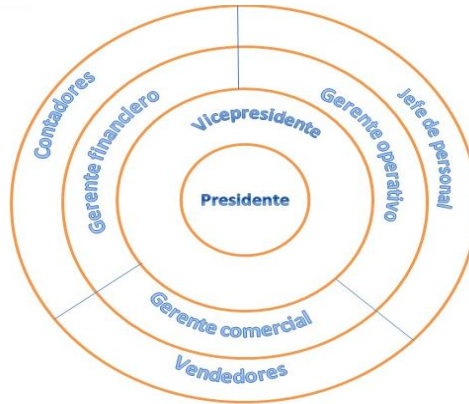 Presidente
Vicepresidente
Gerente financiero
Gerente operativo
Gerente comercial
Contadores
Jefe de personal
Vendedores